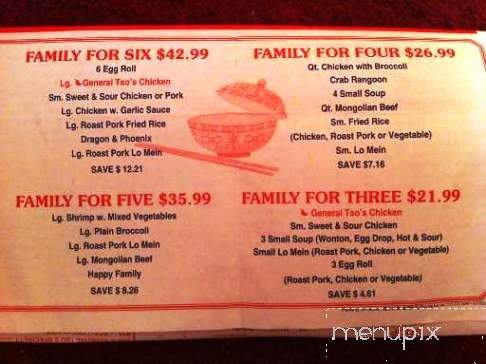 FAMILY FOR SIX $42.99
6 Egg Roll
Lg. General Tso's Chicken
Sm. Sweet & Sour Chicken or Pork
Lg. Chicken w. Garlic Sauce
Lg. Roast Pork Fried Rice
Dragon & Phoenix
Lg. Roast Pork Lo Mein
SAVE $ 12.21
FAMILY FOR FOUR $26.99
Qt. Chicken with Broccoli
Crab Rangoon
4 Small Soup
Qt. Mongolian Beef
Sm. Fried Rice
(Chicken, Roast Pork or Vegetable)
Sm. Lo Mein
SAVE $7.16
FAMILY FOR FIVE $35.99
Lg. Shrimp w. Mixed Vegetables
Lg. Plain Broccoli
Lg. Roast Pork Lo Mein
Lg. Mongolian Beef
Happy Family
SAVE $ 8.26
FAMILY FOR THREE $21.99
General Tao's Chicken
Sm. Sweet & Sour Chicken
3 Small Soup (Wonton, Egg Drop, Hot & Sour)
Small Lo Mein (Roast Pork, Chicken or Vegetable)
3 Egg Roll
(Roast Pork, Chicken or Vegetable)
SAVE $ 4.61
menupix